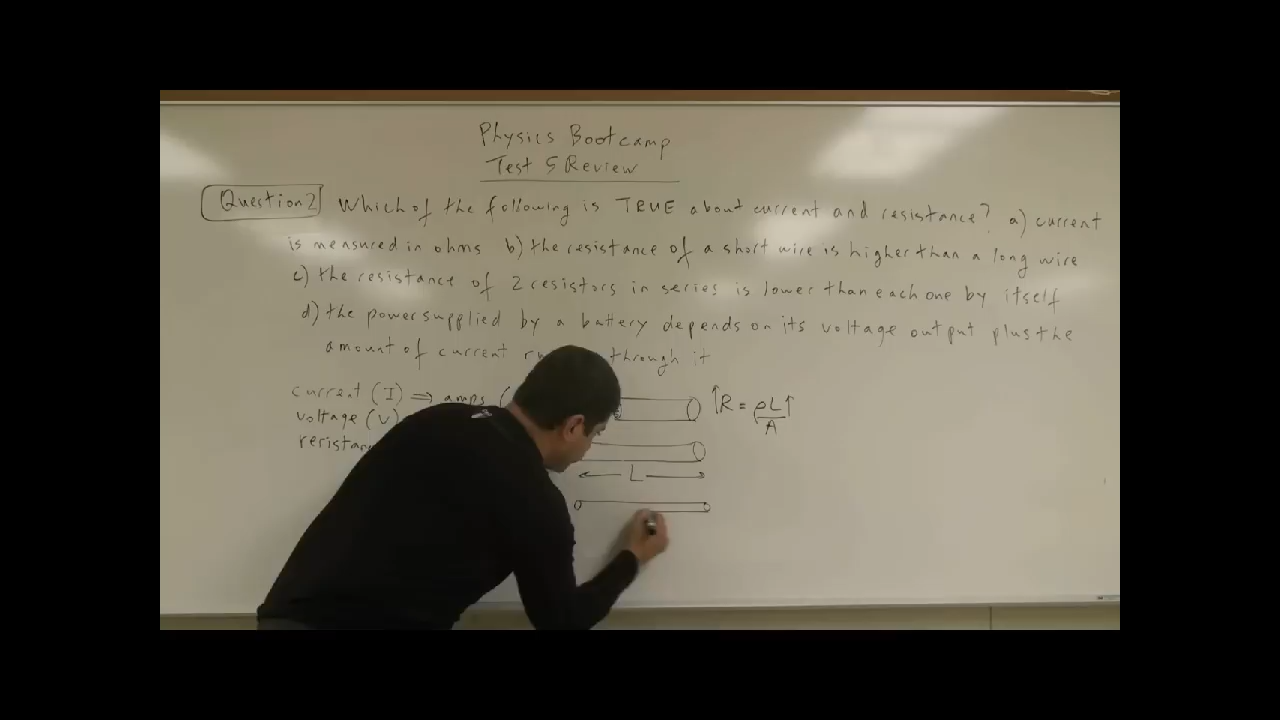 Physics Bootcamp
Test 5 Review
Question 2 Which of the following is TRUE about current and resistance? a) current
is measured in ohms b) the resistance of a short wire is higher than a long wire
c) the resistance of 2 resistors in series is lower than each one by itself
d) the power supplied by a battery depends on its voltage output plus the
amount of current through it
current (I) ⇒ amps (
voltage (V)
↑R = ρL↑
A
L